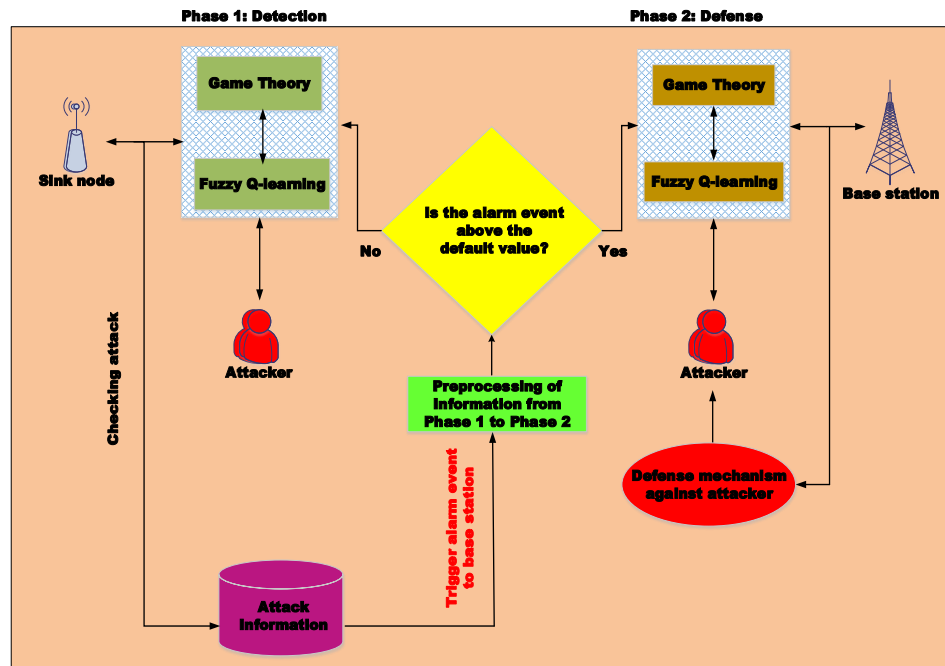 Phase 1: Detection
Phase 2: Defense
Game Theory
Fuzzy Q-learning
Sink node
Attacker
Is the alarm event
above the
default value?
No
Yes
Game Theory
Fuzzy Q-learning
Base station
Attacker
Checking attack
Preprocessing of
information from
Phase 1 to Phase 2
Trigger alarm event
to base station
Defense mechanism
against attacker
Attack
Information